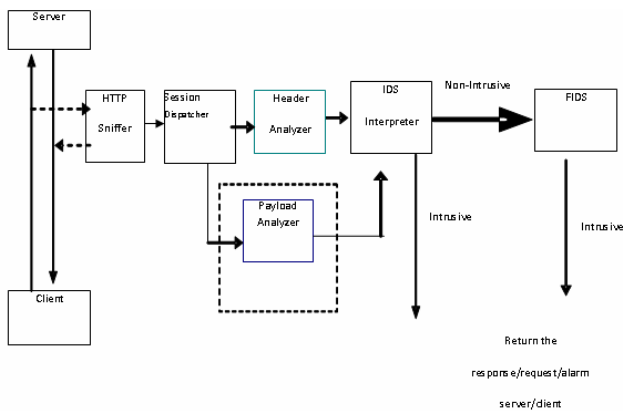 Server
HTTP
Sniffer
Session
Dispatcher
Header
Analyzer
IDS
Interpreter
Non-Intrusive
FIDS
Payload
Analyzer
Intrusive
Intrusive
Client
Return the
response/request/alarm
server/client